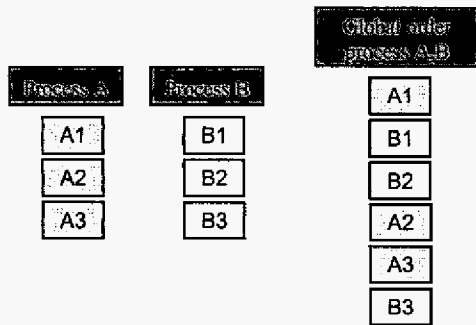 Global order
process A-B
Process A
Process B
A1
A2
A3
B1
B2
B3
A1
B1
B2
A2
A3
B3